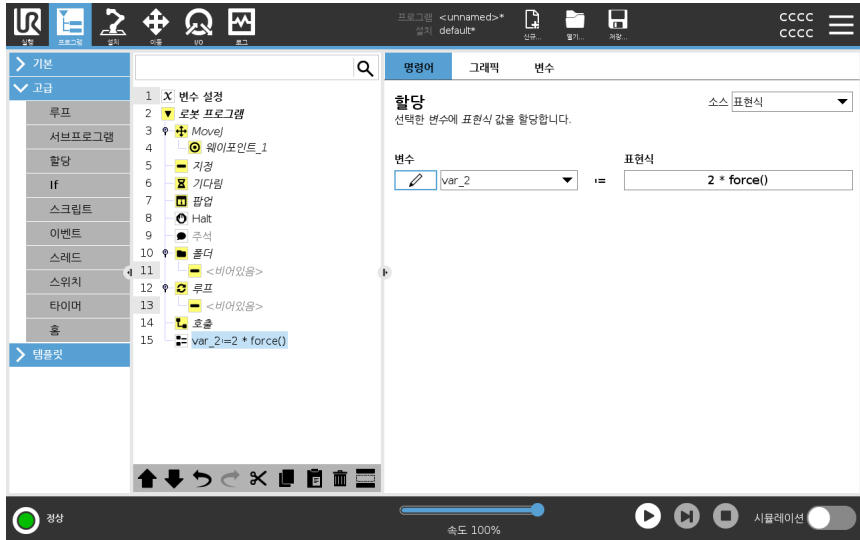 UR
실행
프로그램
설치
이동
I/O
로그
프로그램 <unnamed>*
설치 default*
신규...
열기...
저장...
cccc
cccc
기본
고급
루프
서브프로그램
할당
If
스크립트
이벤트
스레드
스위치
타이머
홈
템플릿
1 X 변수 설정
2 로봇 프로그램
3 MoveJ
4 웨이포인트_1
5 지정
6 기다림
7 팝업
8 Halt
9 주석
10 폴더
11 <비어있음>
12 루프
13 <비어있음>
14 호출
15 var_2:=2 * force()
명령어 그래픽 변수
할당
소스 표현식
선택한 변수에 표현식 값을 할당합니다.
변수 표현식
var_2 := 2 * force()
정상
속도 100%
시뮬레이션